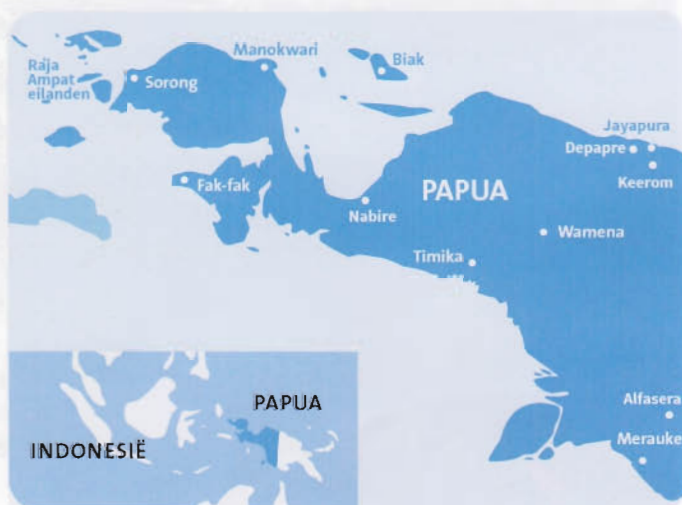 Manokwari
Biak
Raja
Ampat
eilanden
Sorong
Jayapura
Depapre
Keerom
Fak-fak
PAPUA
Nabire
Wamena
Timika
Alfasera
Merauke
PAPUA
INDONESIË